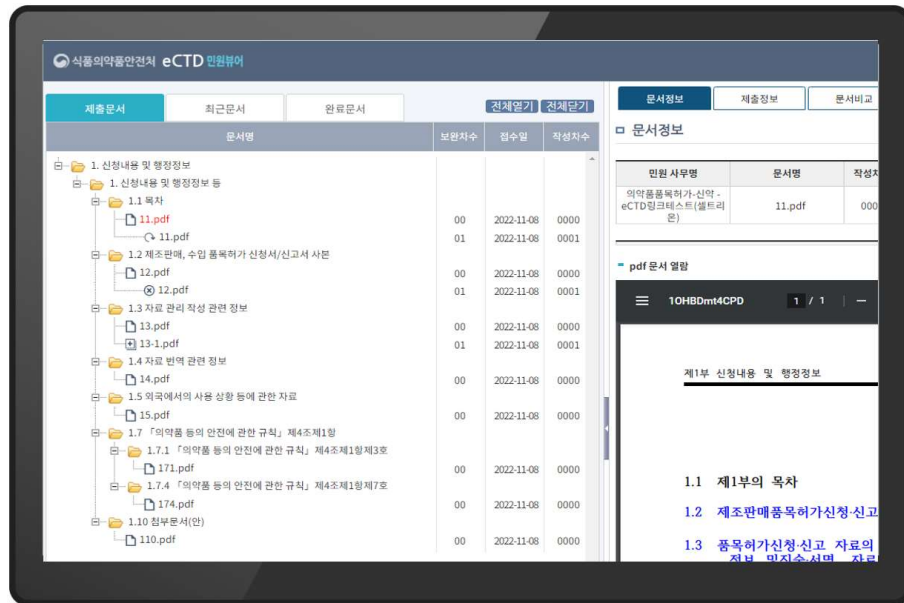 식품의약품안전처 eCTD 민원뷰어
제출문서 최근문서 완료문서 전체열기 전체닫기
문서명 보완차수 접수일 작성차수
1. 신청내용 및 행정정보
1. 신청내용 및 행정정보 등
1.1 목차
11.pdf 00 2022-11-08 0000
11.pdf 01 2022-11-08 0001
1.2 제조판매, 수입 품목허가 신청서/신고서 사본
12.pdf 00 2022-11-08 0000
12.pdf 01 2022-11-08 0001
1.3 자료 관리 작성 관련 정보
13.pdf 00 2022-11-08 0000
13-1.pdf 01 2022-11-08 0001
1.4 자료 번역 관련 정보
14.pdf 00 2022-11-08 0000
1.5 외국에서의 사용 상황 등에 관한 자료
15.pdf 00 2022-11-08 0000
1.7 「의약품 등의 안전에 관한 규칙」 제4조제1항
1.7.1 「의약품 등의 안전에 관한 규칙」 제4조제1항제3호
171.pdf 00 2022-11-08 0000
1.7.4 「의약품 등의 안전에 관한 규칙」 제4조제1항제7호
174.pdf 00 2022-11-08 0000
1.10 첨부문서(안)
110.pdf 00 2022-11-08 0000
문서정보 제출정보 문서비교
문서정보
민원 사무명 문서명
의약품품목허가-신약 -
eCTD링크테스트(셀트리
온)
11.pdf 000
pdf 문서 열람
1OHBDmt4CPD 1 / 1
제1부 신청내용 및 행정정보
1.1 제1부의 목차
1.2 제조판매품목허가신청·신고
1.3 품목허가신청·신고 자료의